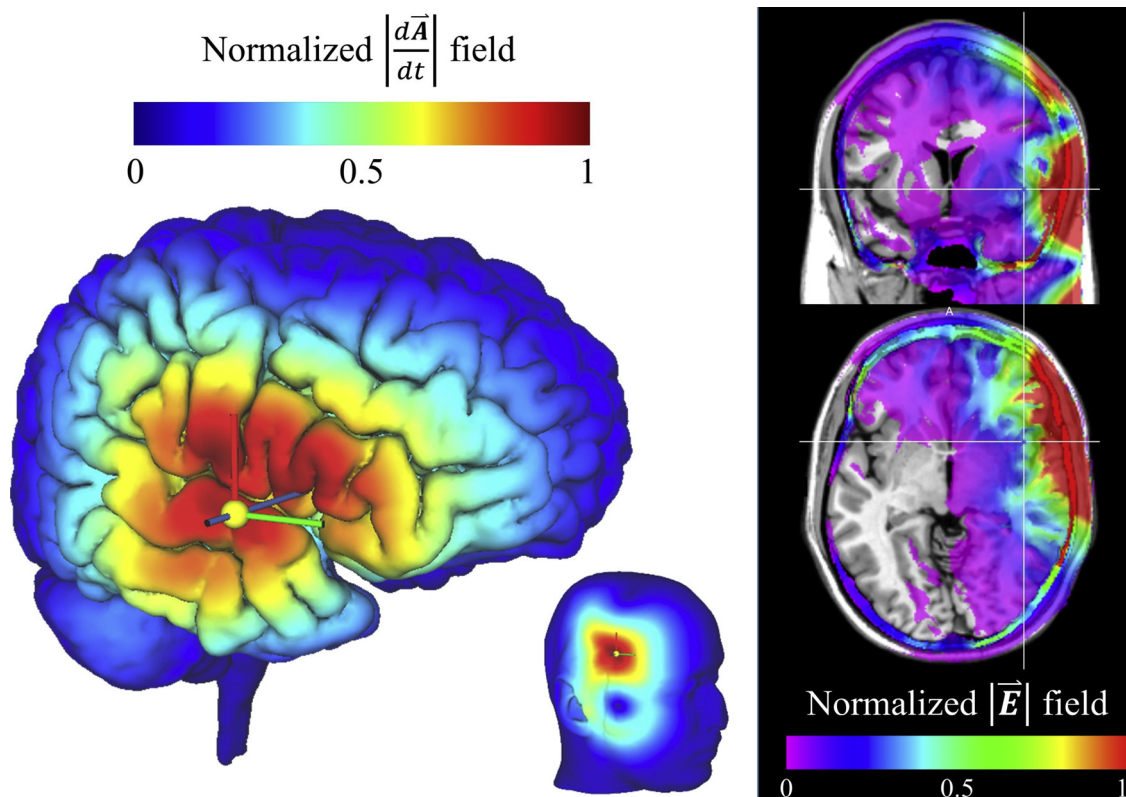 Normalized |dA⃗/dt| field
0 0.5 1
A
Normalized |E⃗| field
0 0.5 1